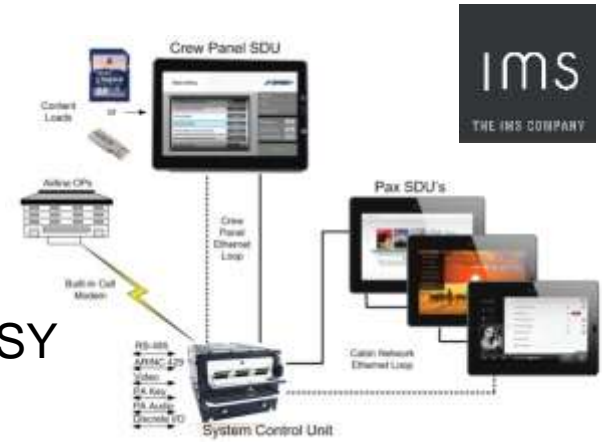 Crew Panel SDU
IMS
THE IMS COMPANY
Content
Loads
or
Airline OPs
Pax SDU's
Crew
Panel
Ethernet
Loop
Built-in Cell
Modem
SY
RS-485
ARINC 429
Video
PA Key
PA Audio
Discrete I/O
Cabin Network
Ethernet Loop
System Control Unit